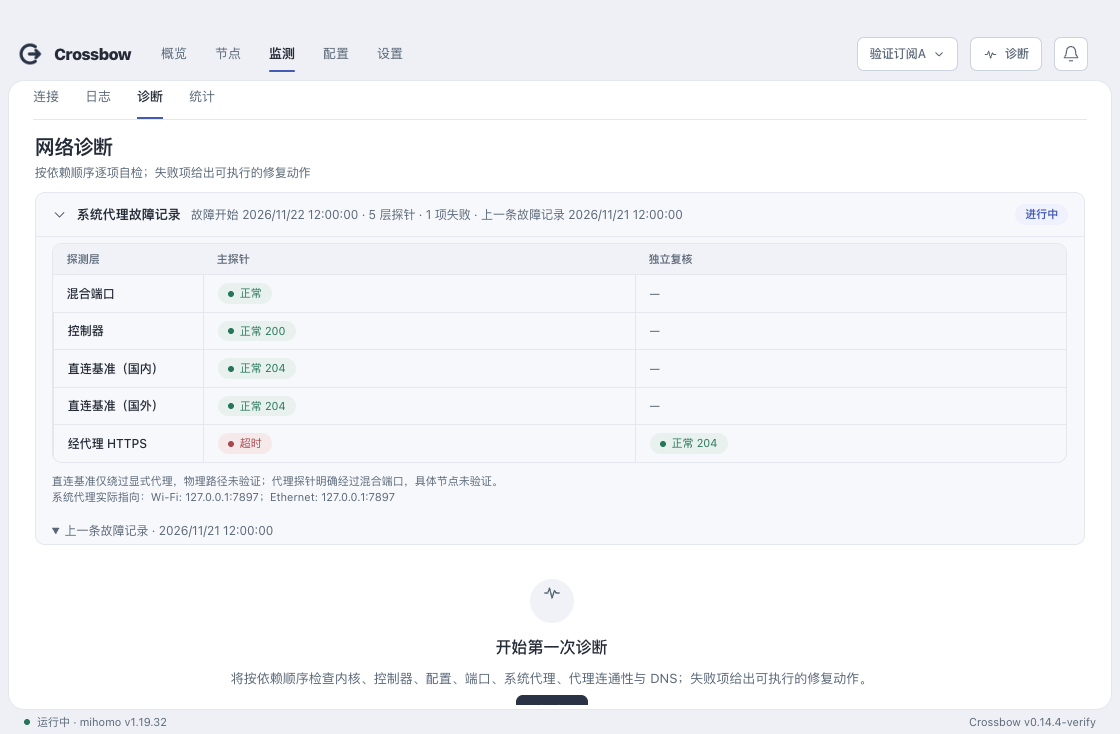 Crossbow 概览 节点 监测 配置 设置 验证订阅A 诊断
连接 日志 诊断 统计
网络诊断
按依赖顺序逐项自检；失败项给出可执行的修复动作
系统代理故障记录 故障开始 2026/11/22 12:00:00 · 5 层探针 · 1 项失败 · 上一条故障记录 2026/11/21 12:00:00 进行中
探测层 主探针 独立复核
混合端口 正常 —
控制器 正常 200 —
直连基准（国内） 正常 204 —
直连基准（国外） 正常 204 —
经代理 HTTPS 超时 正常 204
直连基准仅绕过显式代理，物理路径未验证；代理探针明确经过混合端口，具体节点未验证。
系统代理实际指向：Wi-Fi: 127.0.0.1:7897；Ethernet: 127.0.0.1:7897
▼ 上一条故障记录 · 2026/11/21 12:00:00
开始第一次诊断
将按依赖顺序检查内核、控制器、配置、端口、系统代理、代理连通性与 DNS；失败项给出可执行的修复动作。
运行中 · mihomo v1.19.32 Crossbow v0.14.4-verify